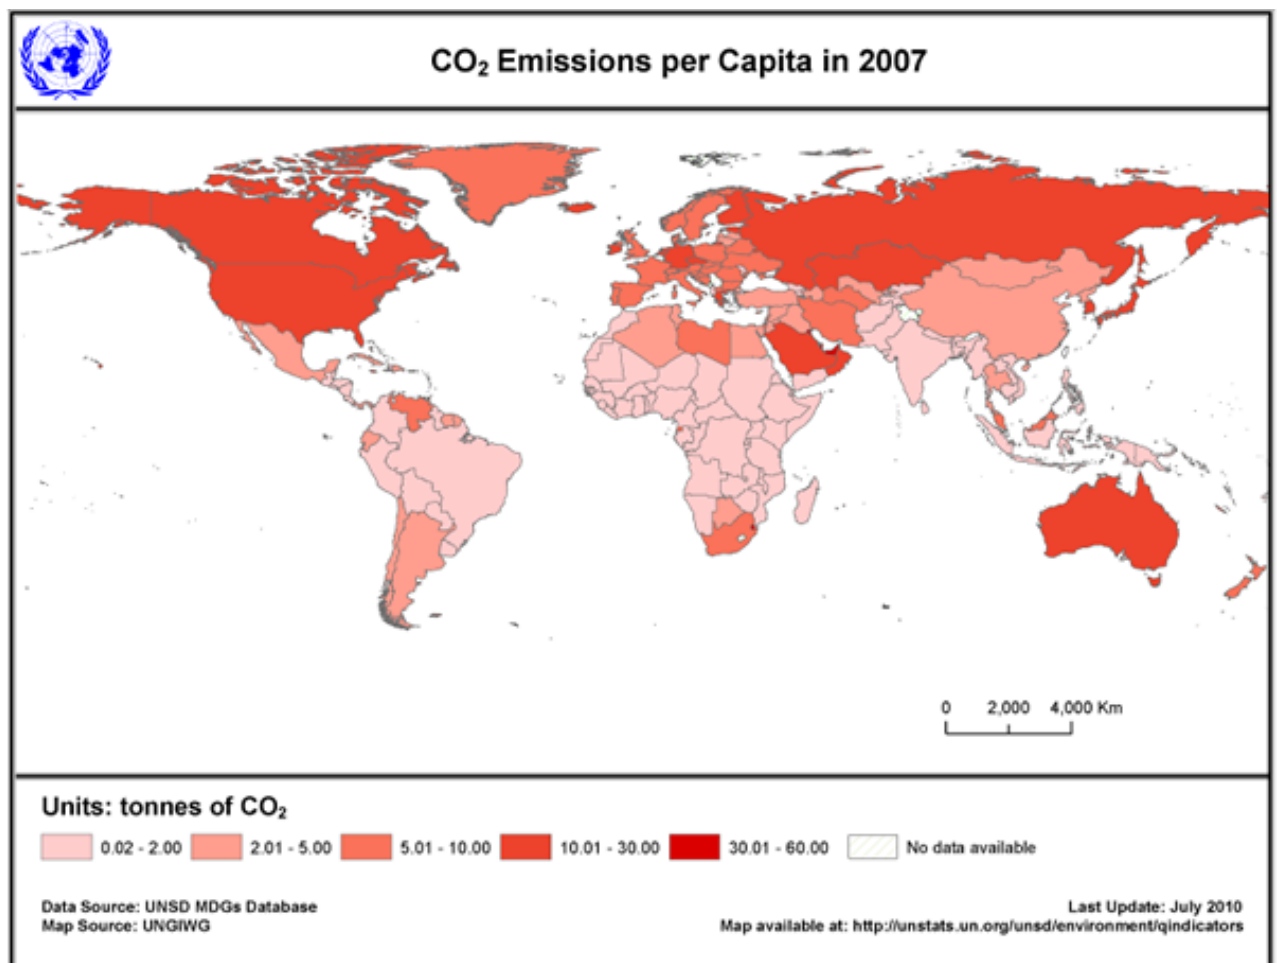 CO₂ Emissions per Capita in 2007
0 2,000 4,000 Km
Units: tonnes of CO₂
0.02 - 2.00 2.01 - 5.00 5.01 - 10.00 10.01 - 30.00 30.01 - 60.00 No data available
Data Source: UNSD MDGs Database Last Update: July 2010
Map Source: UNGIWG Map available at: http://unstats.un.org/unsd/environment/qindicators